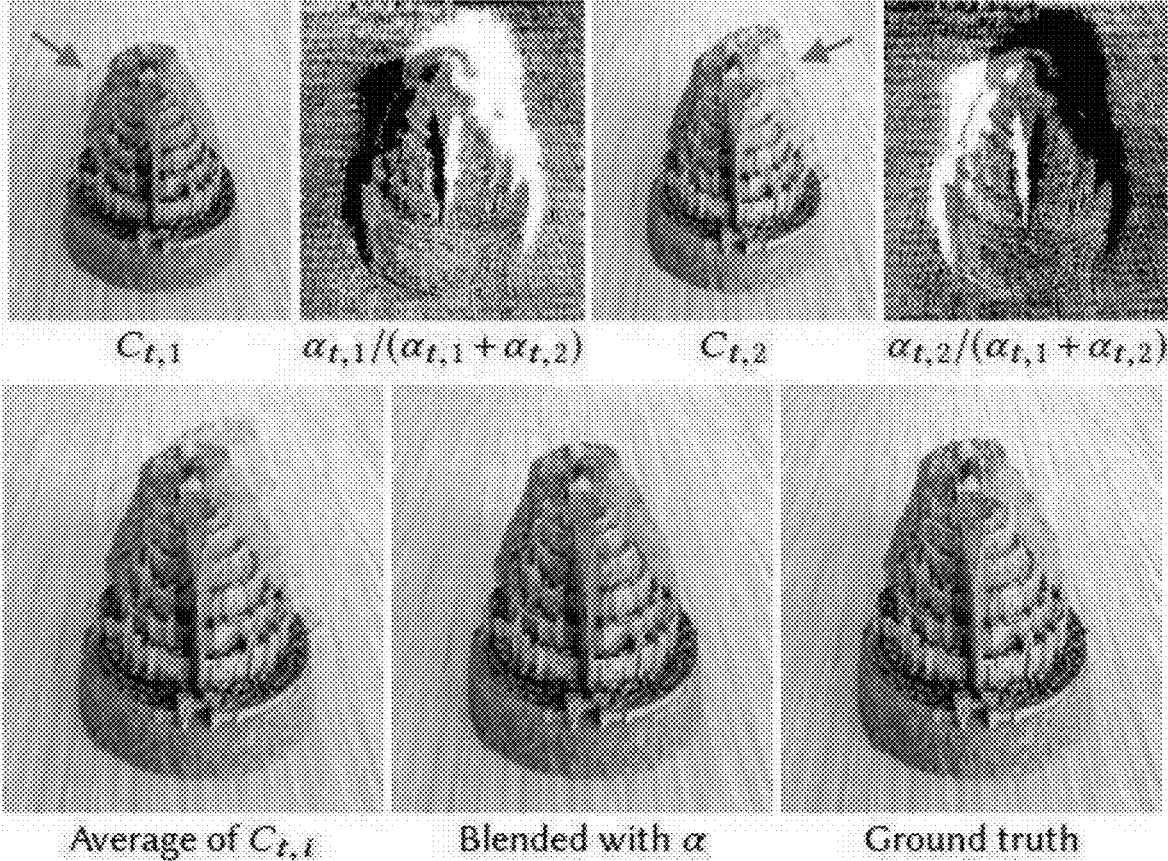 C_{t,1}
α_{t,1}/(α_{t,1} + α_{t,2})
C_{t,2}
α_{t,2}/(α_{t,1} + α_{t,2})
Average of C_{t,i}
Blended with α
Ground truth